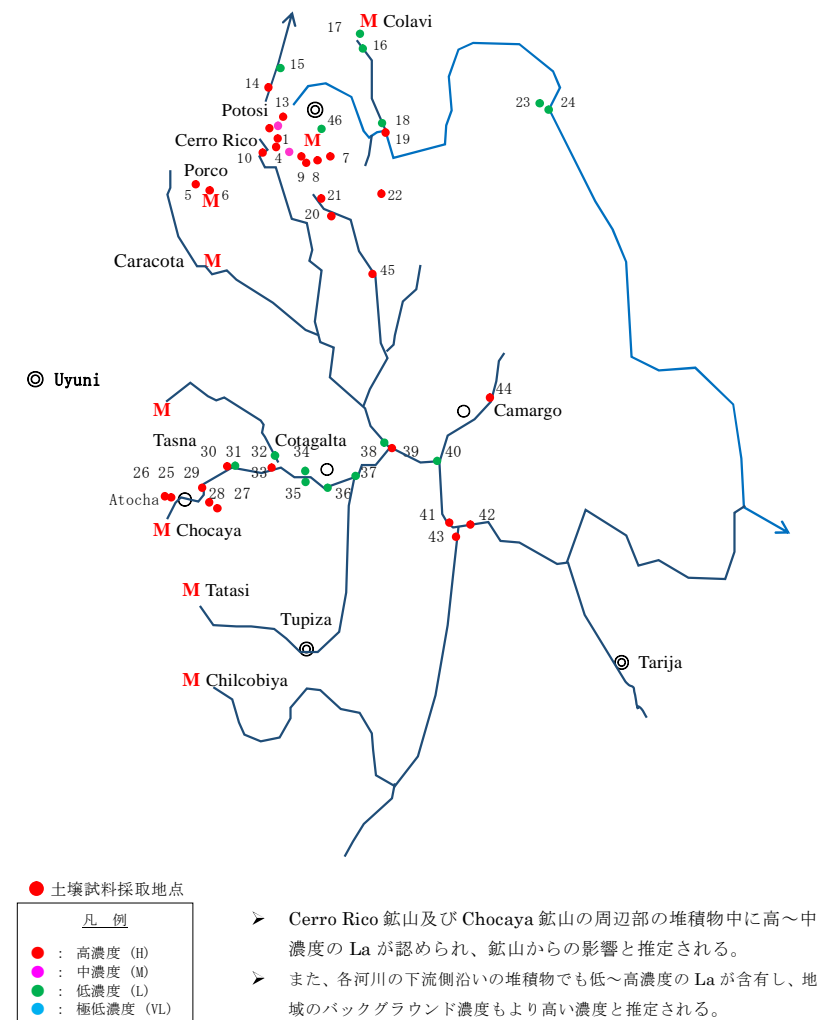 17 M Colavi
16
15
14
13
Potosi
46
18
23 24
Cerro Rico 1 M 19
10 4 7
Porco 9 8
5 6 21 22
M 20
Caracota M
45
◎ Uyuni
44
M Camargo
Tasna Cotagalta
30 31 32 34 38 39 40
26 25 29 33 37
Atocha 28 27 35 36
41 42
M Chocaya 43
M Tatasi
Tupiza
Tarija
M Chilcobiya
● 土壌試料採取地点
凡 例
● : 高濃度 (H)
● : 中濃度 (M)
● : 低濃度 (L)
● : 極低濃度 (VL)
➢ Cerro Rico 鉱山及び Chocaya 鉱山の周辺部の堆積物中に高～中
濃度の La が認められ、鉱山からの影響と推定される。
➢ また、各河川の下流側沿いの堆積物でも低～高濃度の La が含有し、地
域のバックグラウンド濃度もより高い濃度と推定される。